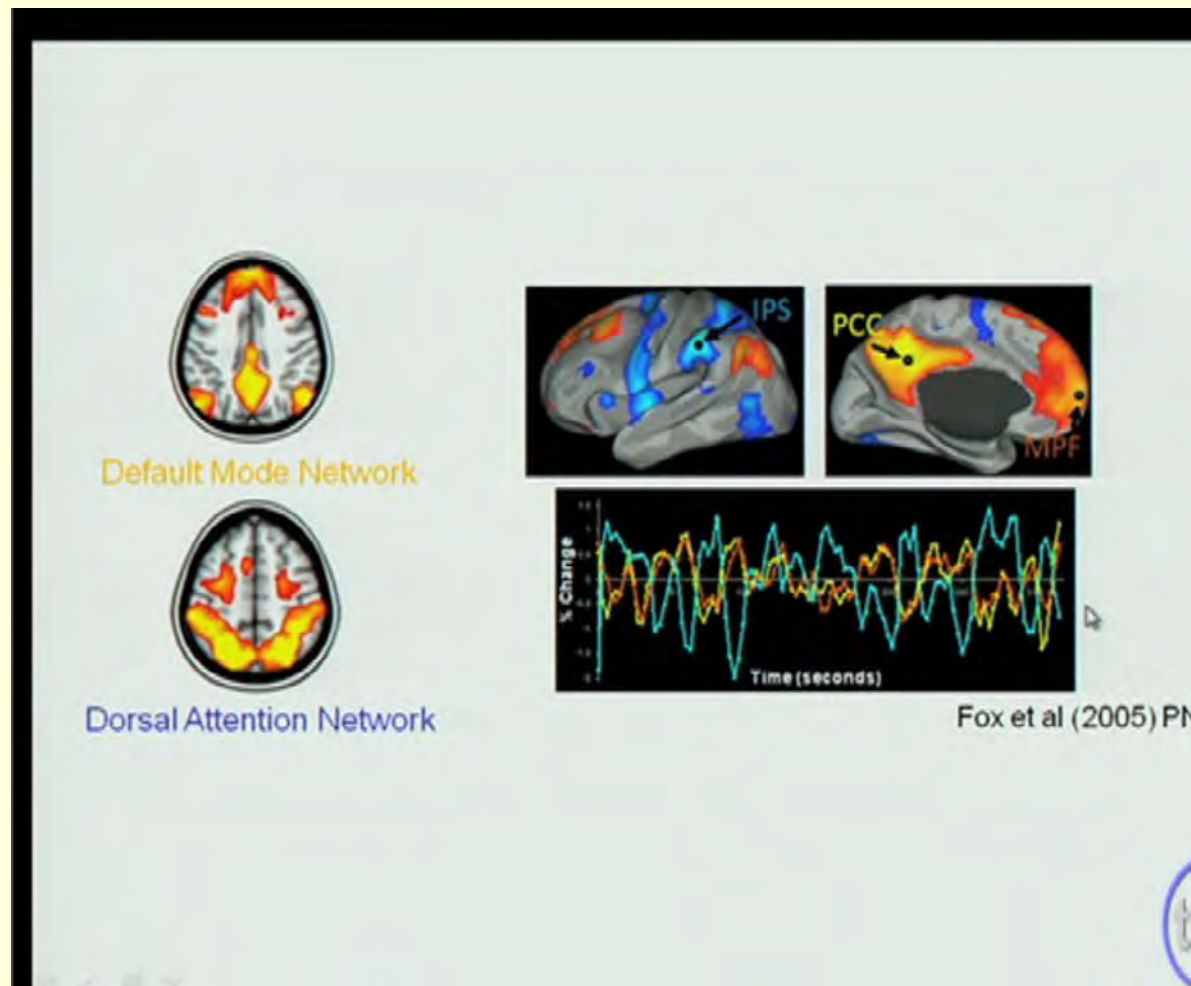 Default Mode Network
Dorsal Attention Network
IPS
PCC
MPF
% Change
Time (seconds)
Fox et al (2005) PN